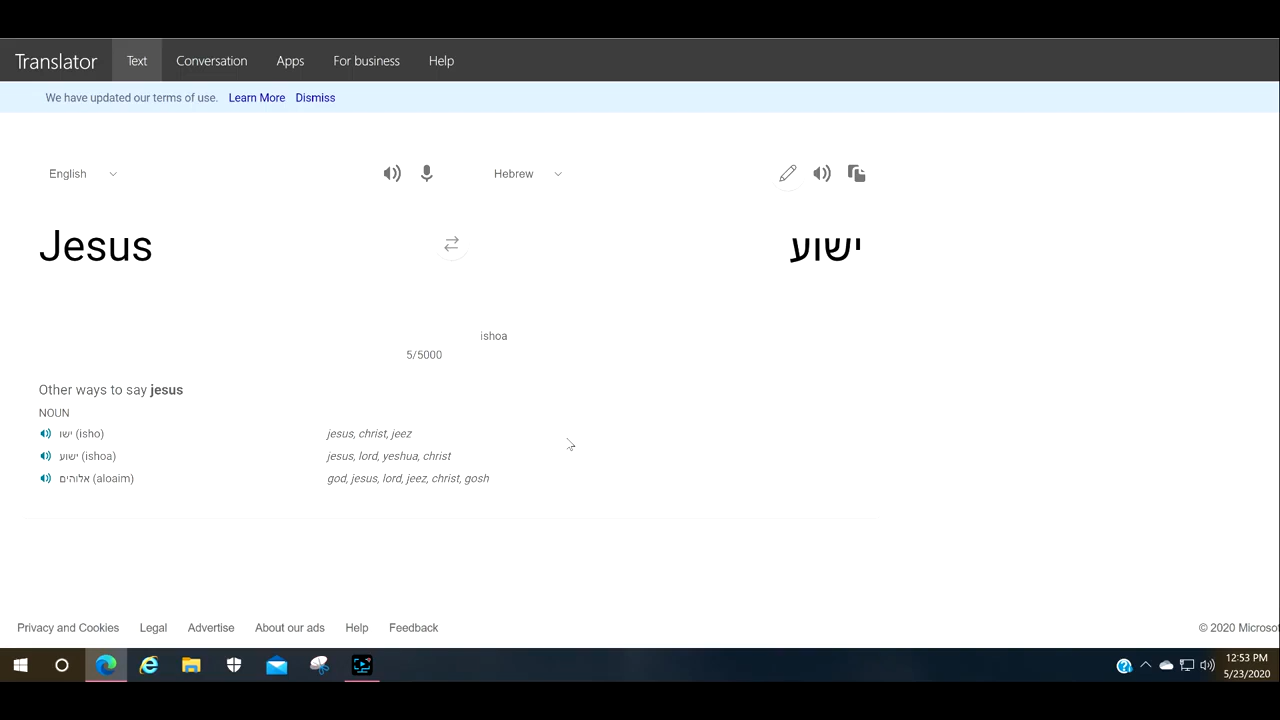 Translator Text Conversation Apps For business Help
We have updated our terms of use. Learn More Dismiss
English Hebrew
Jesus ישוע
ishoa
5/5000
Other ways to say jesus
NOUN
ישו (isho) jesus, christ, jeez
ישוע (ishoa) jesus, lord, yeshua, christ
אלוהים (aloaim) god, jesus, lord, jeez, christ, gosh
Privacy and Cookies Legal Advertise About our ads Help Feedback © 2020 Microso
12:53 PM
5/23/2020